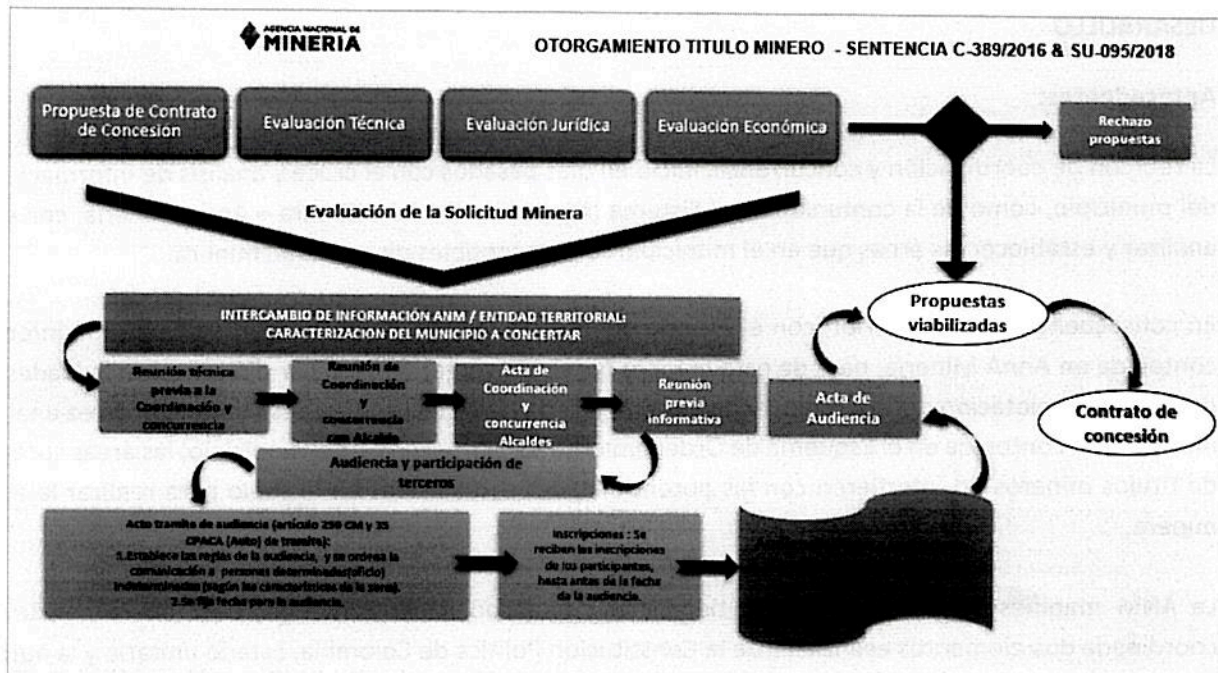 AGENCIA NACIONAL DE
MINERÍA
OTORGAMIENTO TITULO MINERO - SENTENCIA C-389/2016 & SU-095/2018
Propuesta de Contrato
de Concesión
Evaluación Técnica
Evaluación Jurídica
Evaluación Económica
Rechazo
propuestas
Evaluación de la Solicitud Minera
INTERCAMBIO DE INFORMACIÓN ANM / ENTIDAD TERRITORIAL:
CARACTERIZACION DEL MUNICIPIO A CONCERTAR
Propuestas
viabilizadas
Reunión técnica
previa a la
Coordinación y
concurrencia
Reunión de
Coordinación
y
concurrencia
con Alcalde
Acta de
Coordinación
y
concurrencia
Alcaldes
Reunión
previa
informativa
Acta de
Audiencia
Contrato de
concesión
Audiencia y participación de
terceros
Acto tramite de audiencia (artículo 259 CM y 35
CPACA (Auto) de tramite):
1.Establece las reglas de la audiencia, y se ordena la
comunicación a personas determinadas(oficio)
indeterminadas (según las características de la zona).
2.Se fija fecha para la audiencia.
Inscripciones : Se
reciben las inscripciones
de los participantes,
hasta antes de la fecha
de la audiencia.